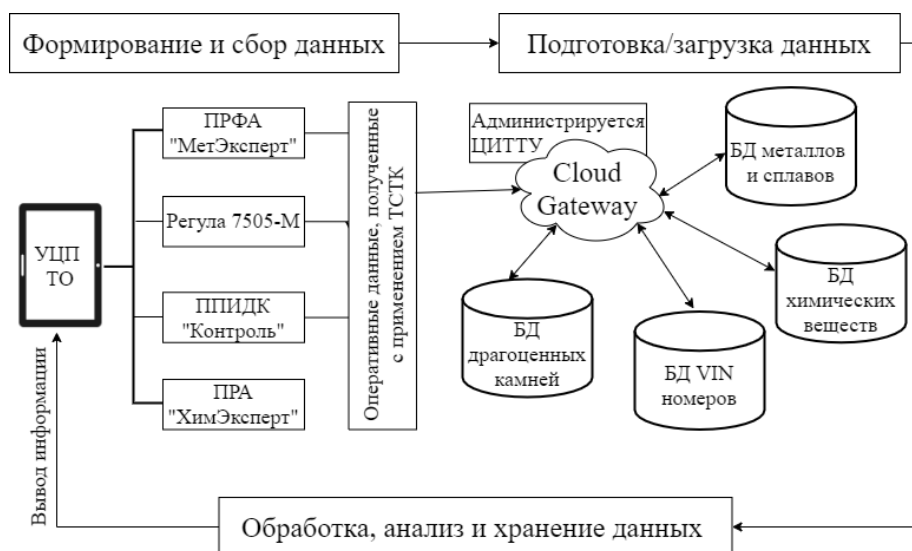 Формирование и сбор данных
Подготовка/загрузка данных
ПРФА
"МетЭксперт"
Регула 7505-М
ППИДК
"Контроль"
ПРА
"ХимЭксперт"
УЦП
ТО
Вывод информации
Оперативные данные, полученные
с применением ТСТК
Администрируется
ЦИТТУ
Cloud
Gateway
БД металлов
и сплавов
БД
химических
веществ
БД
драгоценных
камней
БД VIN
номеров
Обработка, анализ и хранение данных